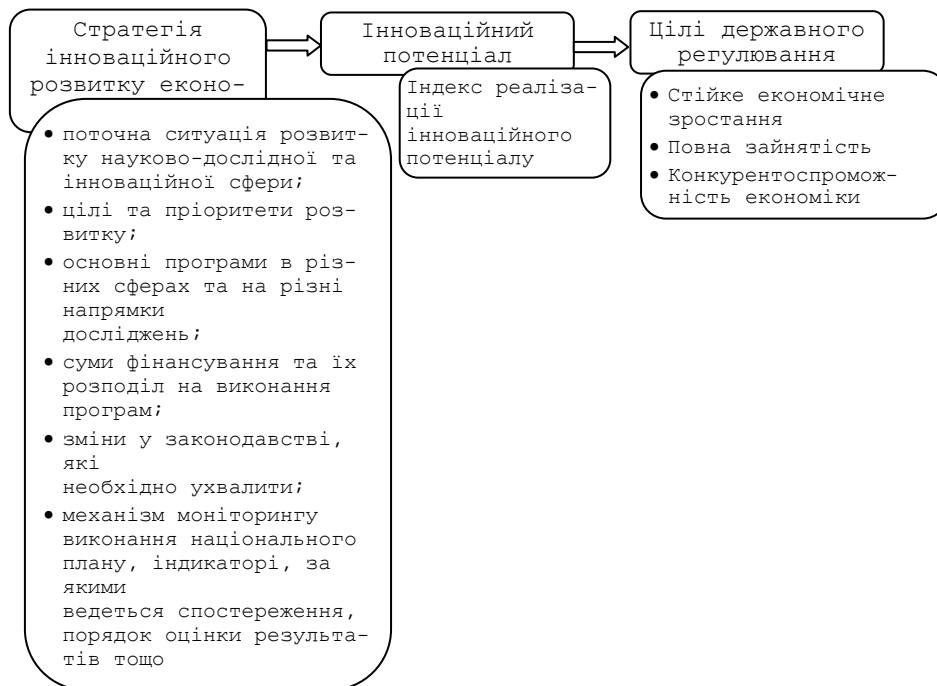 Стратегія
інноваційного
розвитку еконо-
• поточна ситуація розвит-
ку науково-дослідної та
інноваційної сфери;
• цілі та пріоритети роз-
витку;
• основні програми в різ-
них сферах та на різні
напрямки
досліджень;
• суми фінансування та їх
розподіл на виконання
програм;
• зміни у законодавстві,
які
необхідно ухвалити;
• механізм моніторингу
виконання національного
плану, індикаторі, за
якими
ведеться спостереження,
порядок оцінки результа-
тів тощо
Інноваційний
потенціал
Індекс реаліза-
ції
інноваційного
потенціалу
Цілі державного
регулювання
• Стійке економічне
зростання
• Повна зайнятість
• Конкурентоспромож-
ність економіки